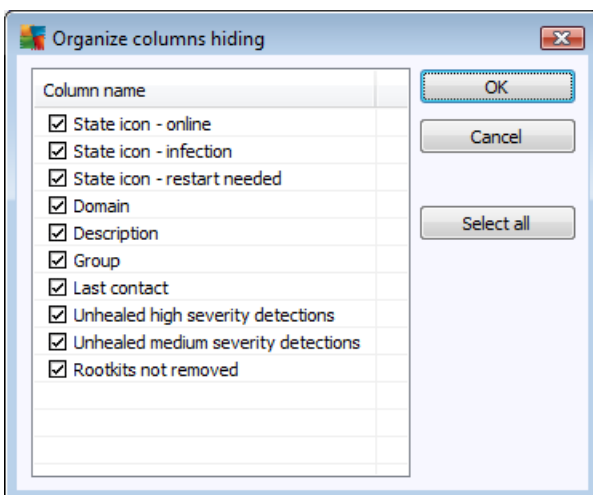 Organize columns hiding
Column name
State icon - online
State icon - infection
State icon - restart needed
Domain
Description
Group
Last contact
Unhealed high severity detections
Unhealed medium severity detections
Rootkits not removed
OK
Cancel
Select all